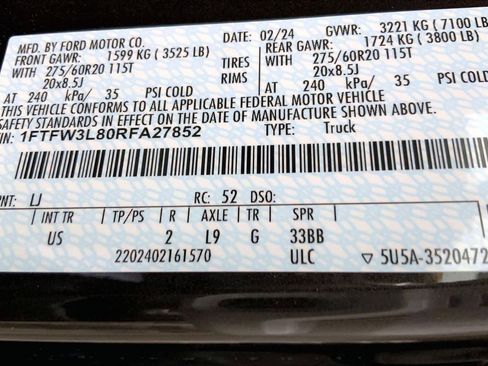 MFD. BY FORD MOTOR CO. DATE: 02/24 GVWR: 3221 KG (7100 LB)
FRONT GAWR: 1599 KG (3525 LB) REAR GAWR: 1724 KG (3800 LB)
WITH 275/60R20 115T TIRES WITH 275/60R20 115T
20x8.5J RIMS 20x8.5J
AT 240 kPa/ 35 PSI COLD AT 240 kPa/ 35 PSI COLD
THIS VEHICLE CONFORMS TO ALL APPLICABLE FEDERAL MOTOR VEHICLE
SAFETY STANDARDS IN EFFECT ON THE DATE OF MANUFACTURE SHOWN ABOVE.
1FTFW3L80RFA27852 TYPE: Truck
PNT: LJ RC: 52 DSO:
INT TR TP/PS R AXLE TR SPR
US 2 L9 G 33BB
2202402161570 ULC ▽ 5U5A-3520472